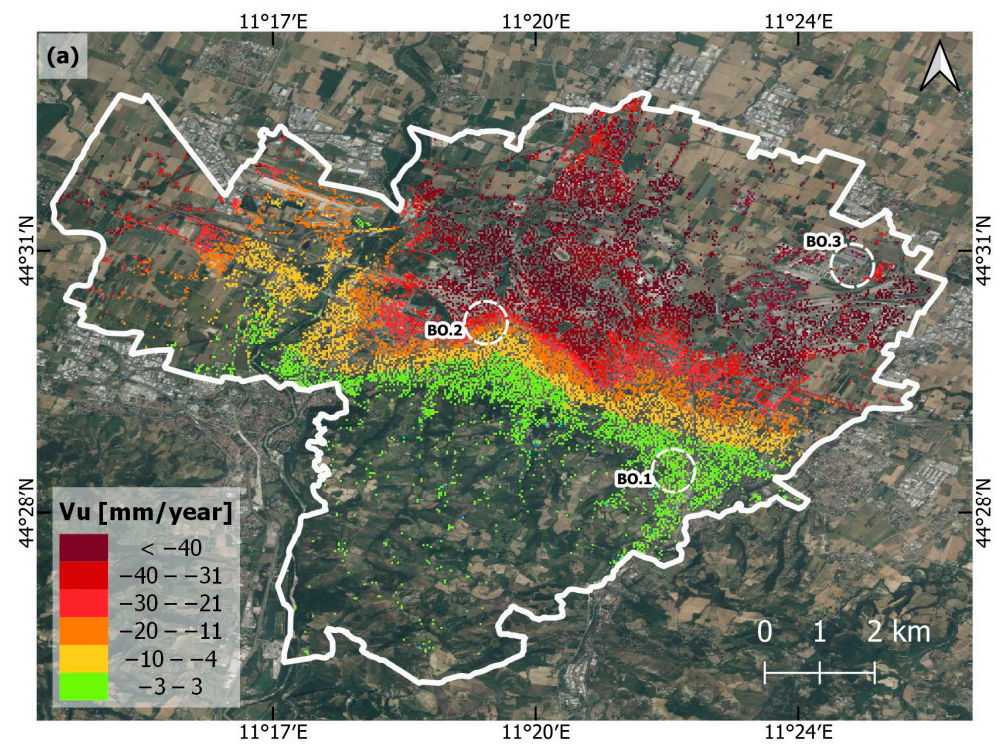 11°17′E 11°20′E 11°24′E
(a)
44°31′N 44°31′N
BO.3
BO.2
BO.1
44°28′N 44°28′N
Vu [mm/year]
< −40
−40 – −31
−30 – −21
−20 – −11
−10 – −4
−3 – 3
0 1 2 km
11°17′E 11°20′E 11°24′E